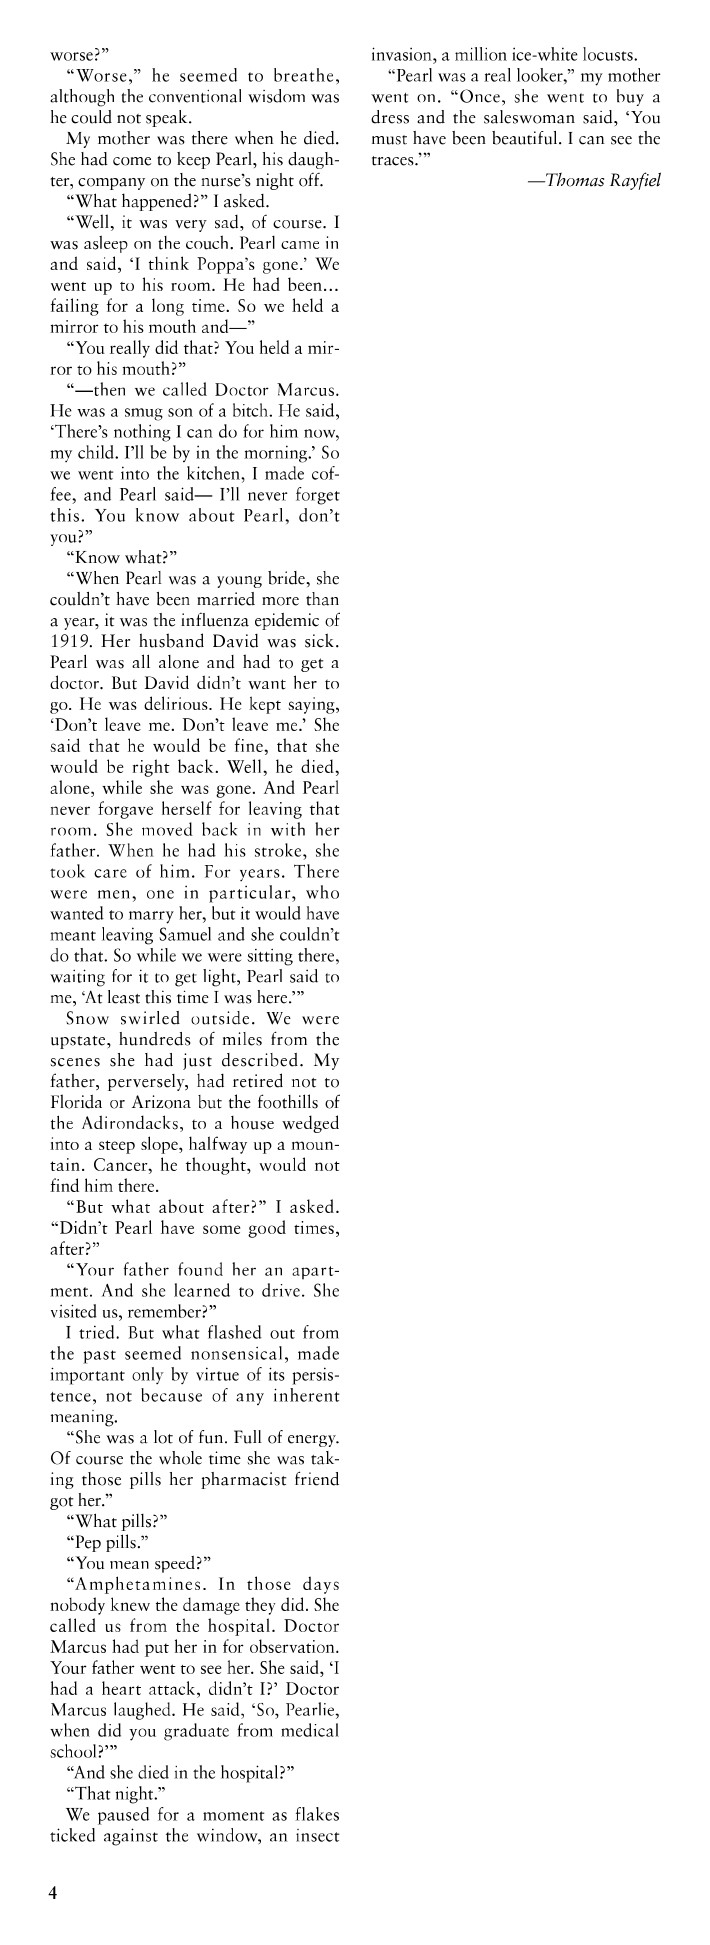 worse?”
“Worse,” he seemed to breathe,
although the conventional wisdom was
he could not speak.
My mother was there when he died.
She had come to keep Pearl, his daugh-
ter, company on the nurse’s night off.
“What happened?” I asked.
“Well, it was very sad, of course. I
was asleep on the couch. Pearl came in
and said, ‘I think Poppa’s gone.’ We
went up to his room. He had been...
failing for a long time. So we held a
mirror to his mouth and—”
“You really did that? You held a mir-
ror to his mouth?”
“—then we called Doctor Marcus.
He was a smug son of a bitch. He said,
‘There’s nothing I can do for him now,
my child. I’ll be by in the morning.’ So
we went into the kitchen, I made cof-
fee, and Pearl said— I’ll never forget
this. You know about Pearl, don’t
you?”
“Know what?”
“When Pearl was a young bride, she
couldn’t have been married more than
a year, it was the influenza epidemic of
1919. Her husband David was sick.
Pearl was all alone and had to get a
doctor. But David didn’t want her to
go. He was delirious. He kept saying,
‘Don’t leave me. Don’t leave me.’ She
said that he would be fine, that she
would be right back. Well, he died,
alone, while she was gone. And Pearl
never forgave herself for leaving that
room. She moved back in with her
father. When he had his stroke, she
took care of him. For years. There
were men, one in particular, who
wanted to marry her, but it would have
meant leaving Samuel and she couldn’t
do that. So while we were sitting there,
waiting for it to get light, Pearl said to
me, ‘At least this time I was here.’”
Snow swirled outside. We were
upstate, hundreds of miles from the
scenes she had just described. My
father, perversely, had retired not to
Florida or Arizona but the foothills of
the Adirondacks, to a house wedged
into a steep slope, halfway up a moun-
tain. Cancer, he thought, would not
find him there.
“But what about after?” I asked.
“Didn’t Pearl have some good times,
after?”
“Your father found her an apart-
ment. And she learned to drive. She
visited us, remember?”
I tried. But what flashed out from
the past seemed nonsensical, made
important only by virtue of its persis-
tence, not because of any inherent
meaning.
“She was a lot of fun. Full of energy.
Of course the whole time she was tak-
ing those pills her pharmacist friend
got her.”
“What pills?”
“Pep pills.”
“You mean speed?”
“Amphetamines. In those days
nobody knew the damage they did. She
called us from the hospital. Doctor
Marcus had put her in for observation.
Your father went to see her. She said, ‘I
had a heart attack, didn’t I?’ Doctor
Marcus laughed. He said, ‘So, Pearlie,
when did you graduate from medical
school?’”
“And she died in the hospital?”
“That night.”
We paused for a moment as flakes
ticked against the window, an insect
invasion, a million ice-white locusts.
“Pearl was a real looker,” my mother
went on. “Once, she went to buy a
dress and the saleswoman said, ‘You
must have been beautiful. I can see the
traces.’”
—Thomas Rayfiel
4